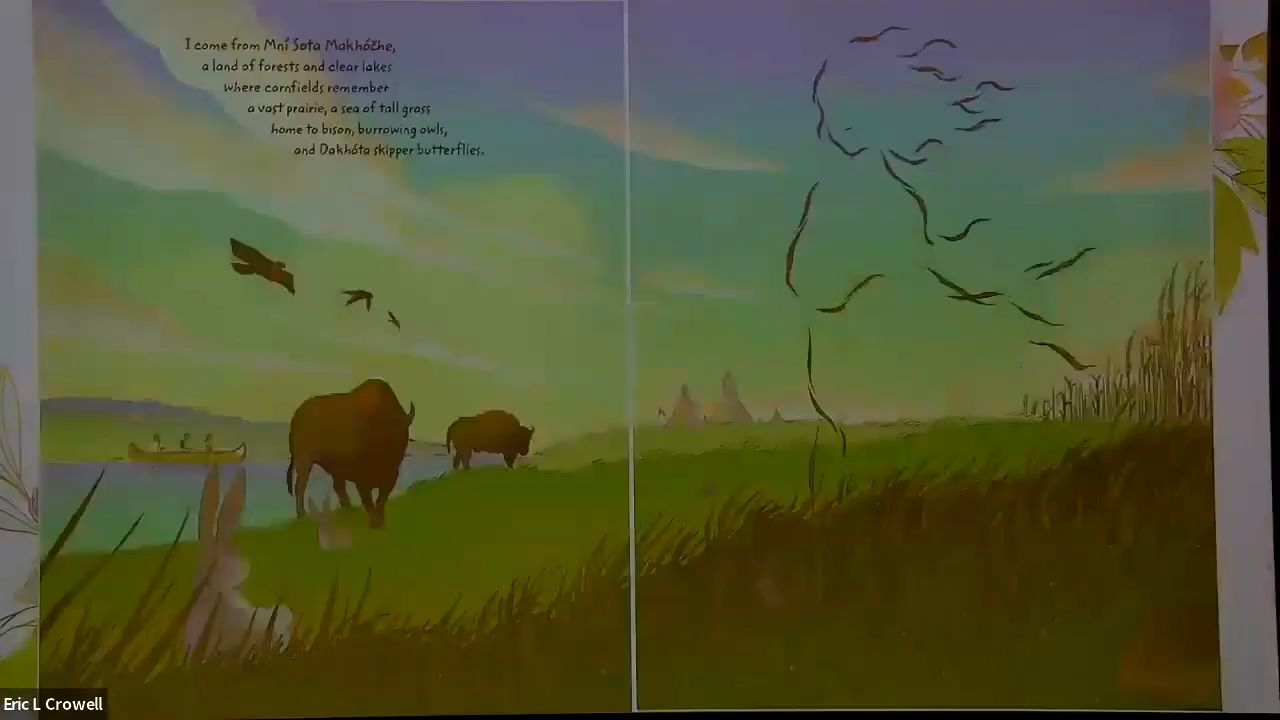 I come from Mní Sota Makhóčhe,
a land of forests and clear lakes
where cornfields remember
a vast prairie, a sea of tall grass
home to bison, burrowing owls,
and Dakhóta skipper butterflies.
Eric L Crowell